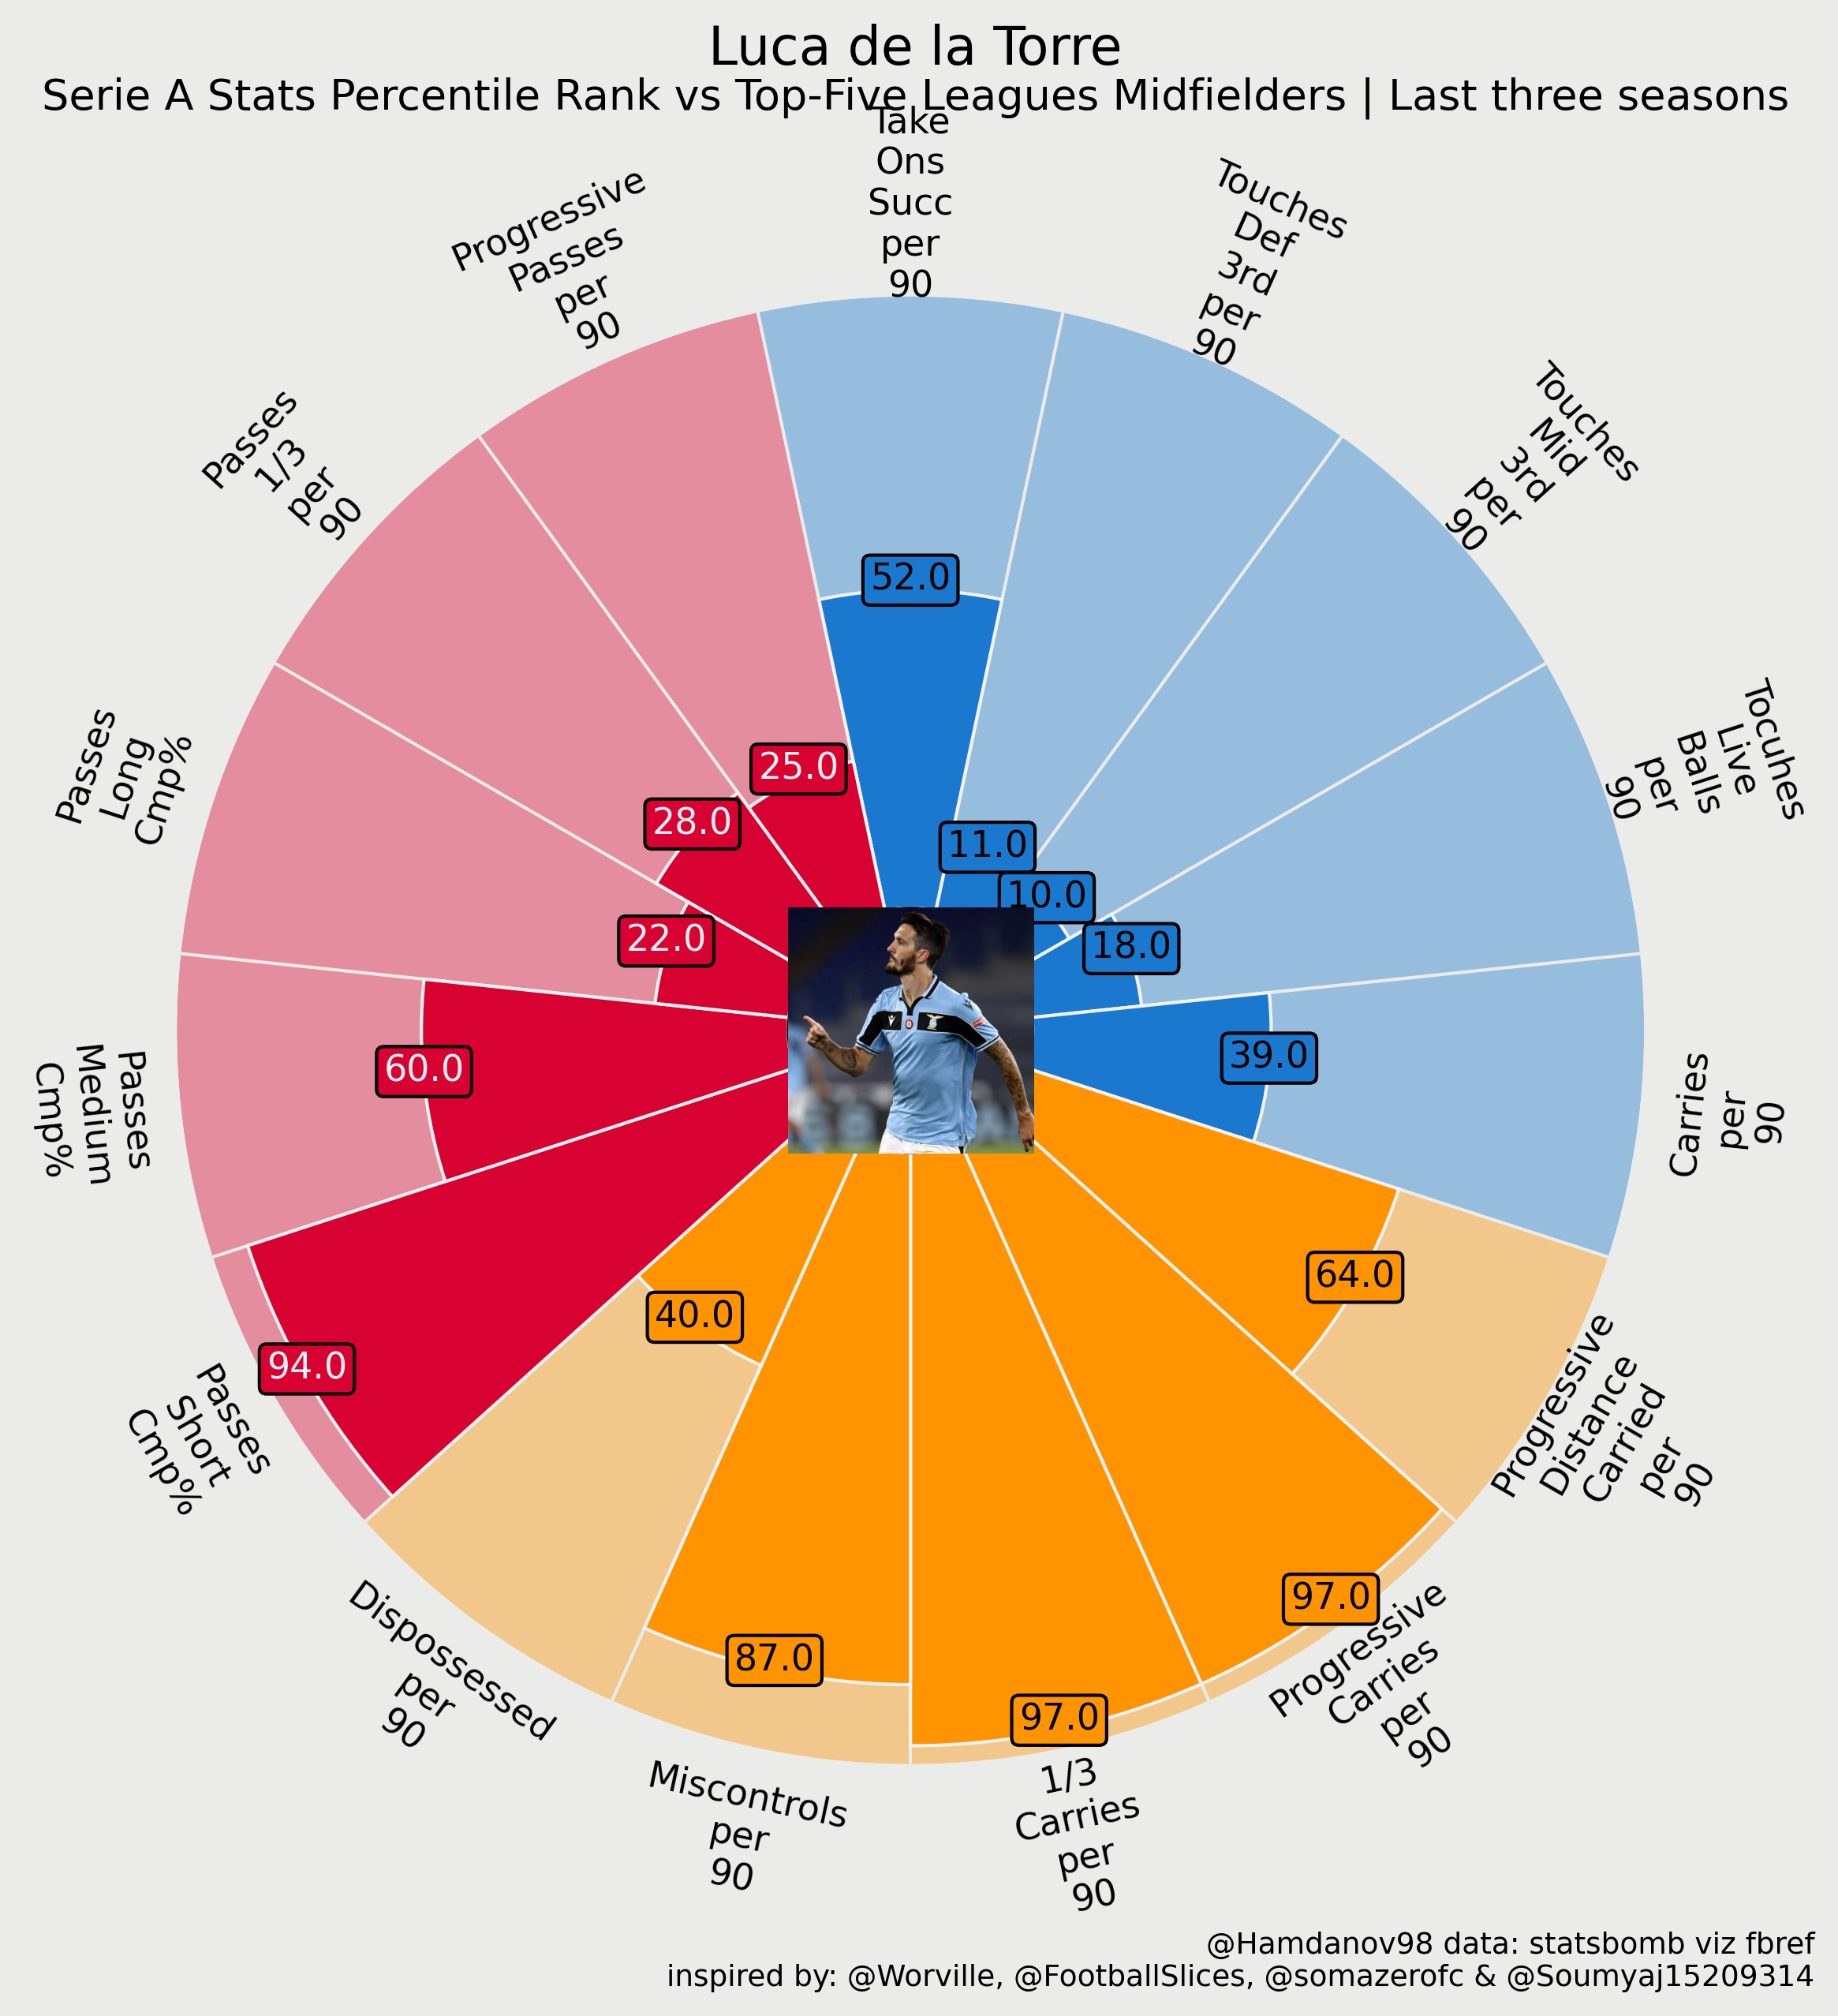 Luca de la Torre
Serie A Stats Percentile Rank vs Top-Five Leagues Midfielders | Last three seasons
Take
Ons
Succ
per
90
52.0
Touches
Def
3rd
per
90
11.0
Touches
Mid
3rd
per
90
10.0
Tocuhes
Live
Balls
per
90
18.0
Carries
per
90
39.0
Progressive
Distance
Carried
per
90
64.0
Progressive
Carries
per
90
97.0
1/3
Carries
per
90
97.0
Miscontrols
per
90
87.0
Dispossessed
per
90
40.0
Passes
Short
Cmp%
94.0
Passes
Medium
Cmp%
60.0
Passes
Long
Cmp%
22.0
Passes
1/3
per
90
28.0
Progressive
Passes
per
90
25.0
@Hamdanov98 data: statsbomb viz fbref
inspired by: @Worville, @FootballSlices, @somazerofc & @Soumyaj15209314